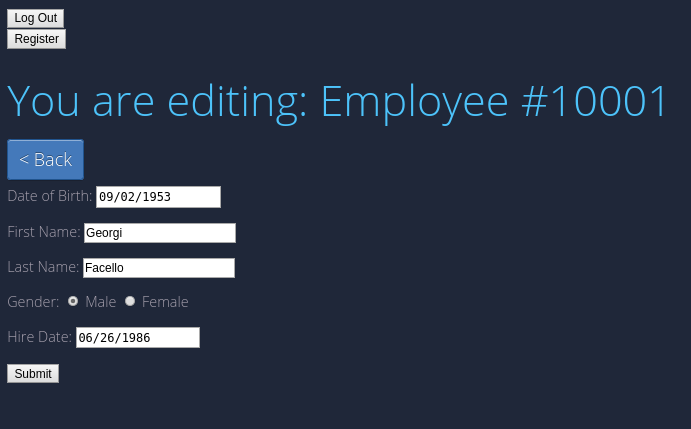 Log Out
Register
You are editing: Employee #10001
< Back
Date of Birth: 09/02/1953
First Name: Georgi
Last Name: Facello
Gender: Male Female
Hire Date: 06/26/1986
Submit